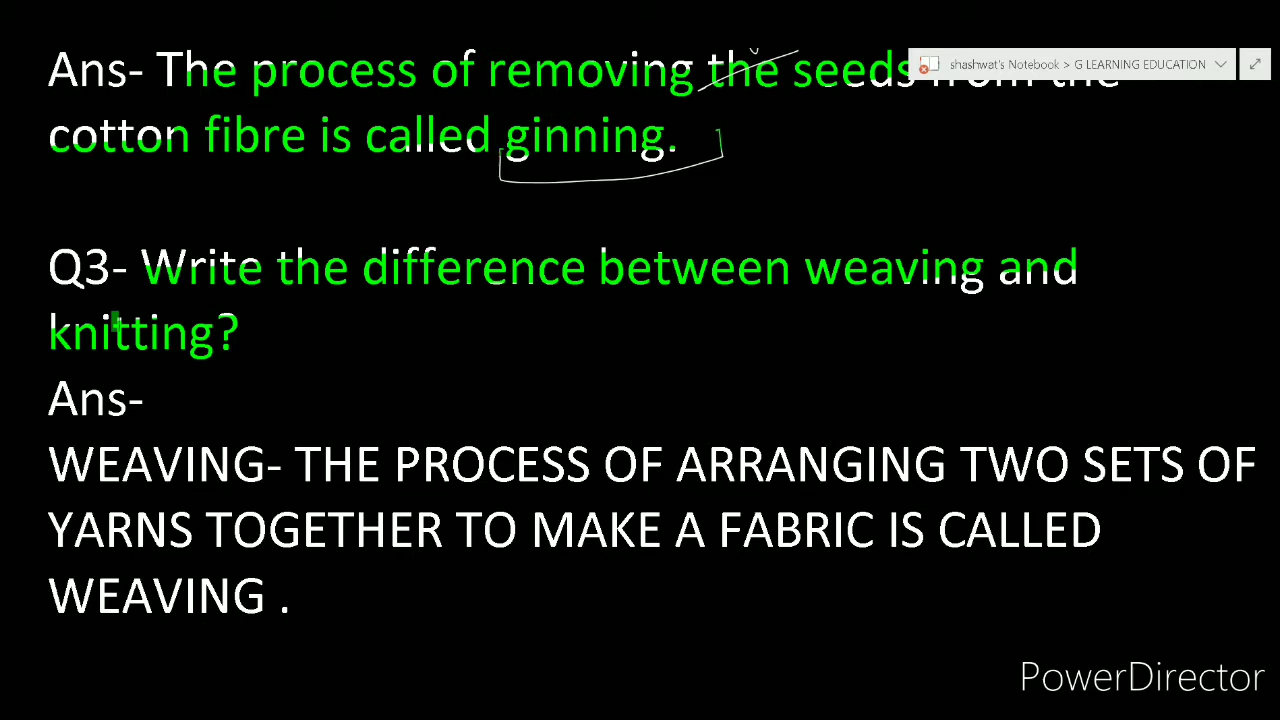 Ans- The process of removing the seeds from the
shashwat's Notebook > G LEARNING EDUCATION
cotton fibre is called ginning.
Q3- Write the difference between weaving and
knitting?
Ans-
WEAVING- THE PROCESS OF ARRANGING TWO SETS OF
YARNS TOGETHER TO MAKE A FABRIC IS CALLED
WEAVING .
PowerDirector